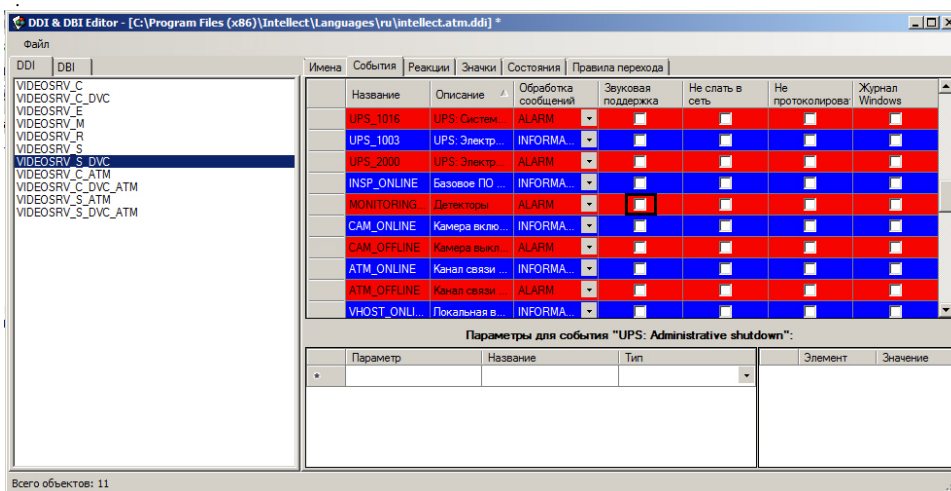 DDI & DBI Editor - [C:\Program Files (x86)\Intellect\Languages\ru\intellect.atm.ddi] *
Файл
DDI DBI
VIDEOSRV_C
VIDEOSRV_C_DVC
VIDEOSRV_E
VIDEOSRV_M
VIDEOSRV_R
VIDEOSRV_S
VIDEOSRV_S_DVC
VIDEOSRV_C_ATM
VIDEOSRV_C_DVC_ATM
VIDEOSRV_S_ATM
VIDEOSRV_S_DVC_ATM
Имена События Реакции Значки Состояния Правила перехода
Название Описание Обработка сообщений Звуковая поддержка Не слать в сеть Не протоколироват Журнал Windows
UPS_1016 UPS: Систем... ALARM
UPS_1003 UPS: Электр... INFORMA...
UPS_2000 UPS: Электр... ALARM
INSP_ONLINE Базовое ПО ... INFORMA...
MONITORING... Детекторы ALARM
CAM_ONLINE Камера вклю... INFORMA...
CAM_OFFLINE Камера выкл... ALARM
ATM_ONLINE Канал связи ... INFORMA...
ATM_OFFLINE Канал связи ... ALARM
VHOST_ONLI... Локальная в... INFORMA...
Параметры для события "UPS: Administrative shutdown":
Параметр Название Тип Элемент Значение
Всего объектов: 11